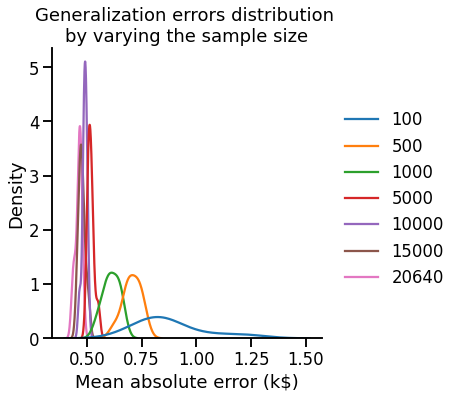 Generalization errors distribution
by varying the sample size
Density
5
4
3
2
1
0
0.50 0.75 1.00 1.25 1.50
Mean absolute error (k$)
100
500
1000
5000
10000
15000
20640